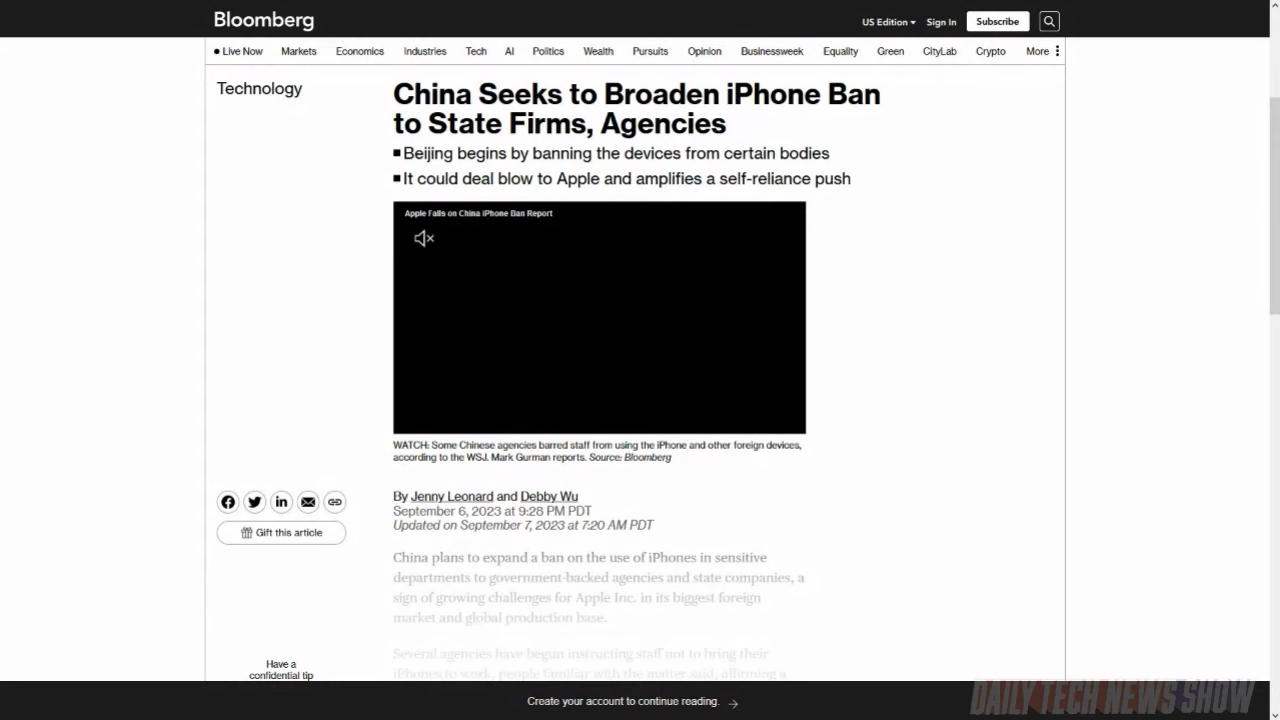 Bloomberg
US Edition
Sign In
Subscribe
Live Now
Markets
Economics
Industries
Tech
AI
Politics
Wealth
Pursuits
Opinion
Businessweek
Equality
Green
CityLab
Crypto
More
Technology
China Seeks to Broaden iPhone Ban
to State Firms, Agencies
Beijing begins by banning the devices from certain bodies
It could deal blow to Apple and amplifies a self-reliance push
Apple Falls on China iPhone Ban Report
WATCH: Some Chinese agencies barred staff from using the iPhone and other foreign devices,
according to the WSJ. Mark Gurman reports. Source: Bloomberg
By Jenny Leonard and Debby Wu
September 6, 2023 at 9:28 PM PDT
Updated on September 7, 2023 at 7:20 AM PDT
Gift this article
China plans to expand a ban on the use of iPhones in sensitive
departments to government-backed agencies and state companies, a
sign of growing challenges for Apple Inc. in its biggest foreign
market and global production base.
Several agencies have begun instructing staff not to bring their
iPhones to work, people familiar with the matter said, affirming a
Have a
confidential tip
Create your account to continue reading.
DAILY TECH NEWS SHOW